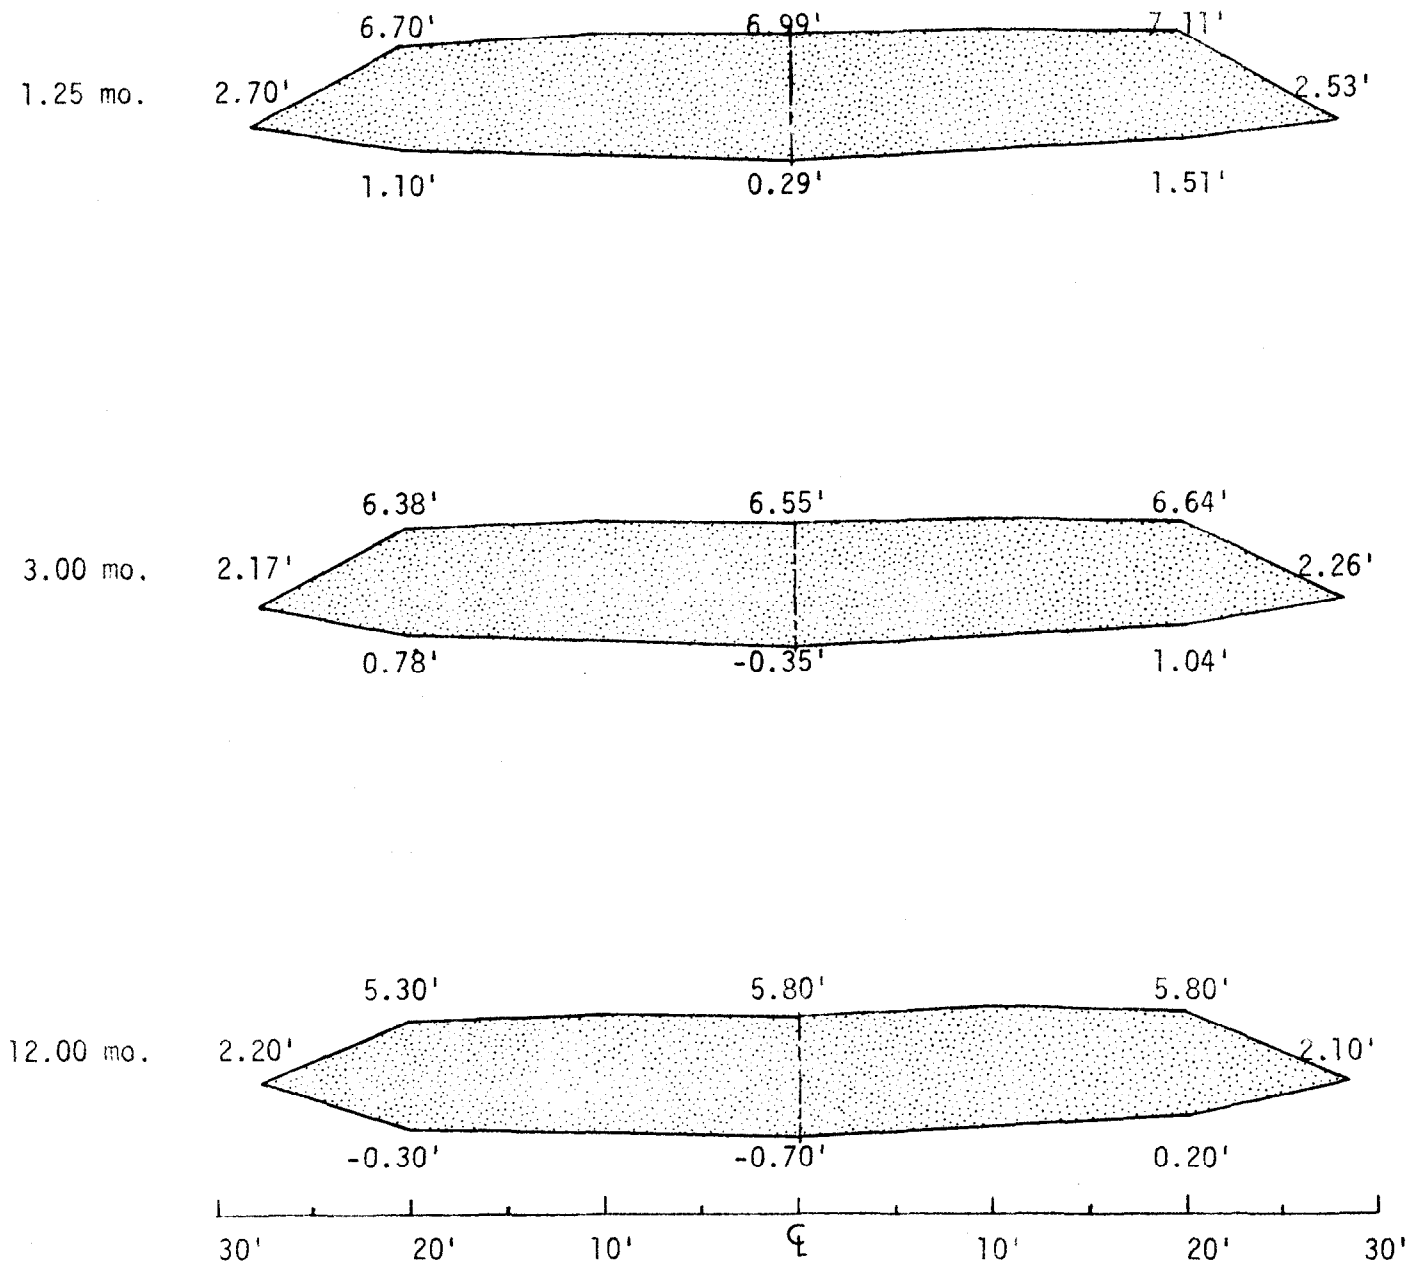 6.70' 6.99' 7.11'
1.25 mo. 2.70' 2.53'
1.10' 0.29' 1.51'
6.38' 6.55' 6.64'
3.00 mo. 2.17' 2.26'
0.78' -0.35' 1.04'
5.30' 5.80' 5.80'
12.00 mo. 2.20' 2.10'
-0.30' -0.70' 0.20'
30' 20' 10' ℄ 10' 20' 30'